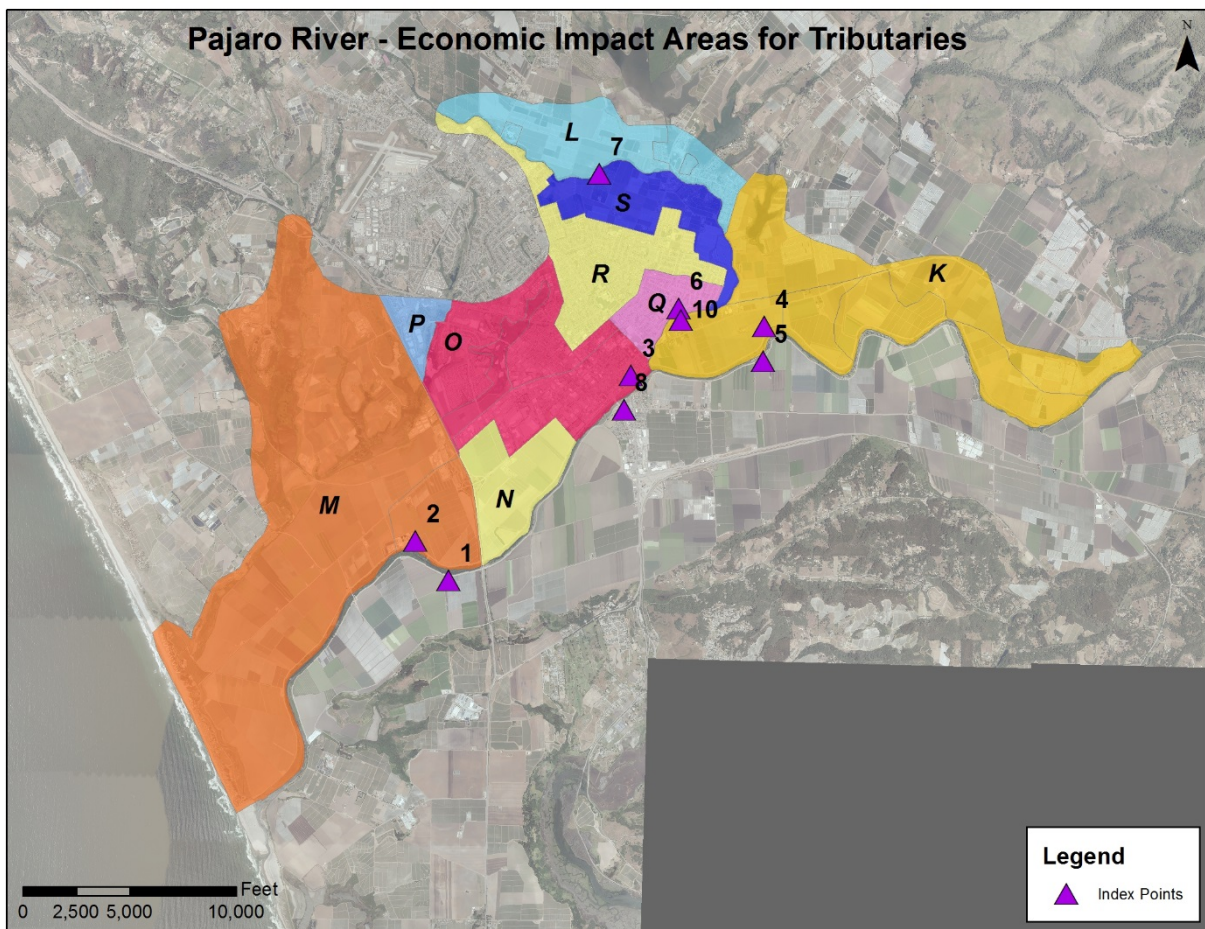 Pajaro River - Economic Impact Areas for Tributaries
N
L
7
S
R
K
6
Q
10
4
P
O
3
5
8
M
N
2
1
Legend
Index Points
Feet
0 2,500 5,000 10,000